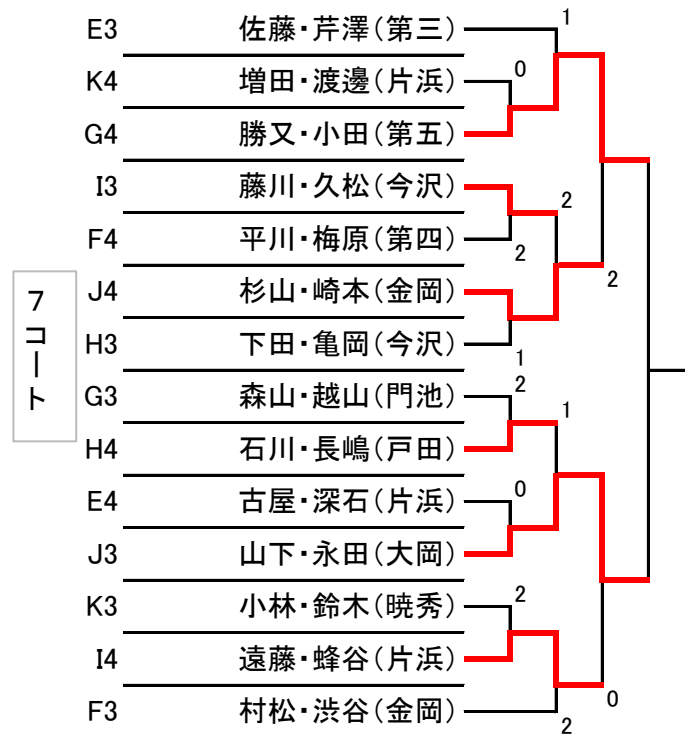 E3 佐藤・芹澤(第三) 1
K4 増田・渡邊(片浜) 0
G4 勝又・小田(第五)
I3 藤川・久松(今沢) 2
F4 平川・梅原(第四) 2
J4 杉山・崎本(金岡) 2
H3 下田・亀岡(今沢) 1
G3 森山・越山(門池) 2 1
H4 石川・長嶋(戸田)
E4 古屋・深石(片浜) 0
J3 山下・永田(大岡)
K3 小林・鈴木(暁秀) 2
I4 遠藤・蜂谷(片浜)
F3 村松・渋谷(金岡) 2 0
7コート